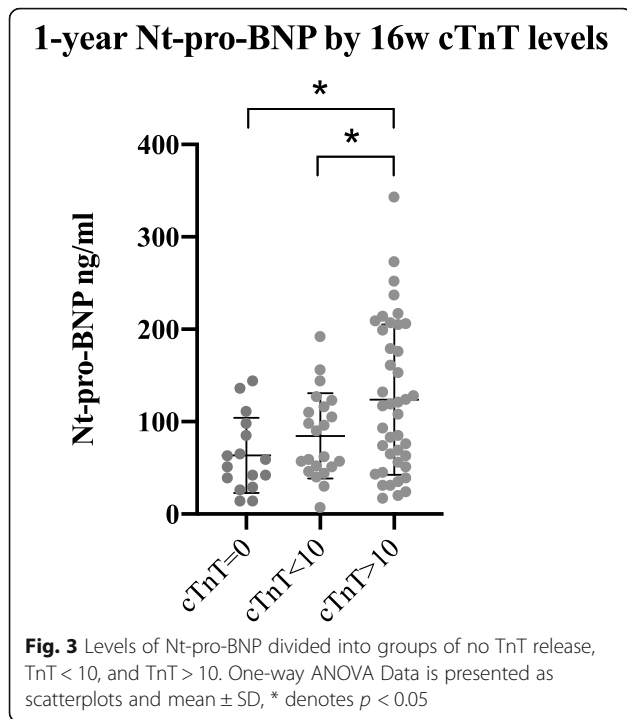 1-year Nt-pro-BNP by 16w cTnT levels
*
*
400
300
200
100
0
Nt-pro-BNP ng/ml
cTnT=0
cTnT<10
cTnT>10
Fig. 3 Levels of Nt-pro-BNP divided into groups of no TnT release,
TnT < 10, and TnT > 10. One-way ANOVA Data is presented as
scatterplots and mean ± SD, * denotes p < 0.05